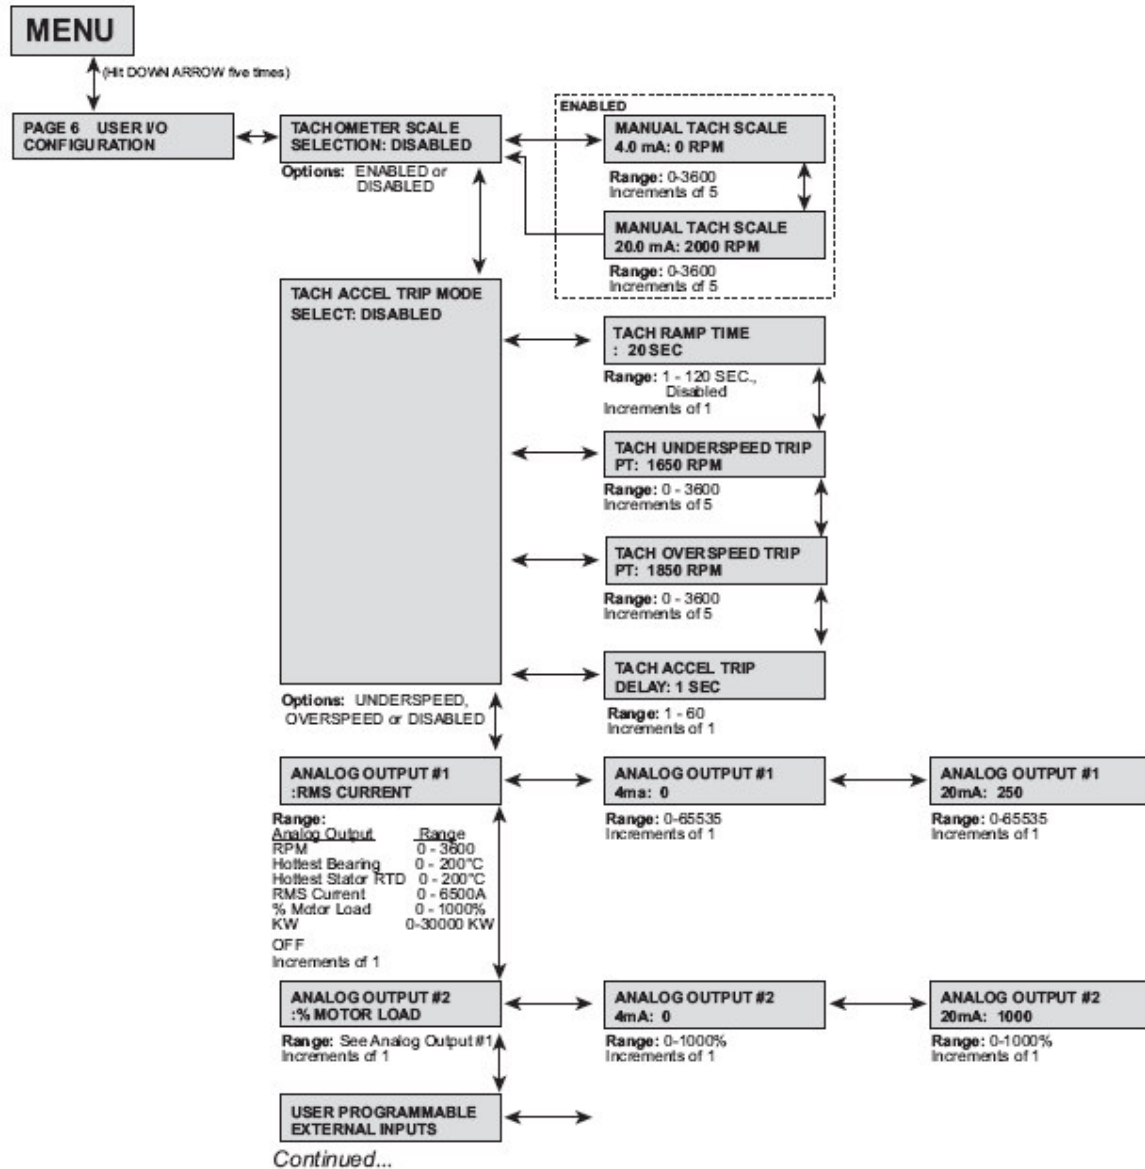 MENU
(Hit DOWN ARROW five times)
PAGE 6 USER I/O
CONFIGURATION
TACHOMETER SCALE
SELECTION: DISABLED
Options: ENABLED or
DISABLED
ENABLED
MANUAL TACH SCALE
4.0 mA: 0 RPM
Range: 0-3600
Increments of 5
MANUAL TACH SCALE
20.0 mA: 2000 RPM
Range: 0-3600
Increments of 5
TACH ACCEL TRIP MODE
SELECT: DISABLED
TACH RAMP TIME
: 20 SEC
Range: 1 - 120 SEC.,
Disabled
Increments of 1
TACH UNDERSPEED TRIP
PT: 1650 RPM
Range: 0 - 3600
Increments of 5
TACH OVERSPEED TRIP
PT: 1850 RPM
Range: 0 - 3600
Increments of 5
TACH ACCEL TRIP
DELAY: 1 SEC
Range: 1 - 60
Increments of 1
Options: UNDERSPEED,
OVERSPEED or DISABLED
ANALOG OUTPUT #1
:RMS CURRENT
ANALOG OUTPUT #1
4ma: 0
Range: 0-65535
Increments of 1
ANALOG OUTPUT #1
20mA: 250
Range: 0-65535
Increments of 1
Range:
Analog Output Range
RPM 0 - 3600
Hottest Bearing 0 - 200°C
Hottest Stator RTD 0 - 200°C
RMS Current 0 - 6500A
% Motor Load 0 - 1000%
KW 0-30000 KW
OFF
Increments of 1
ANALOG OUTPUT #2
:% MOTOR LOAD
Range: See Analog Output #1
Increments of 1
ANALOG OUTPUT #2
4mA: 0
Range: 0-1000%
Increments of 1
ANALOG OUTPUT #2
20mA: 1000
Range: 0-1000%
Increments of 1
USER PROGRAMMABLE
EXTERNAL INPUTS
Continued...